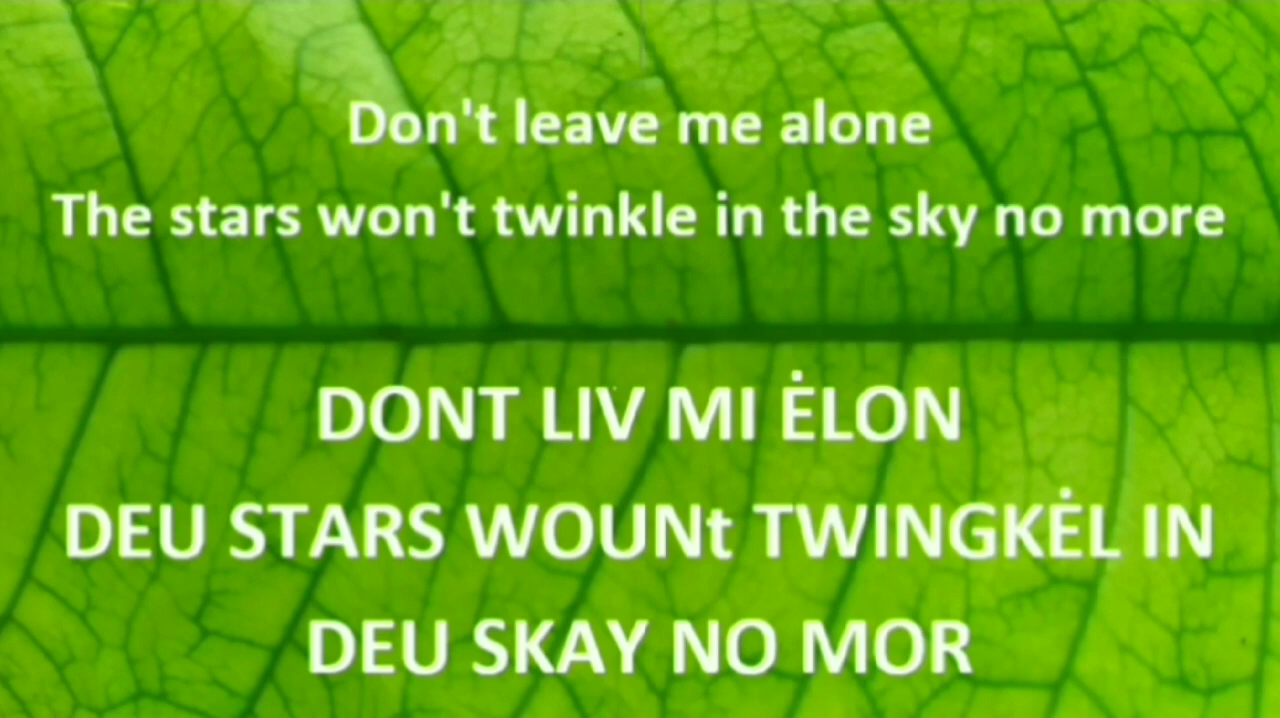 Don't leave me alone
The stars won't twinkle in the sky no more
DONT LIV MI ĖLON
DEU STARS WOUNt TWINGKĖL IN
DEU SKAY NO MOR